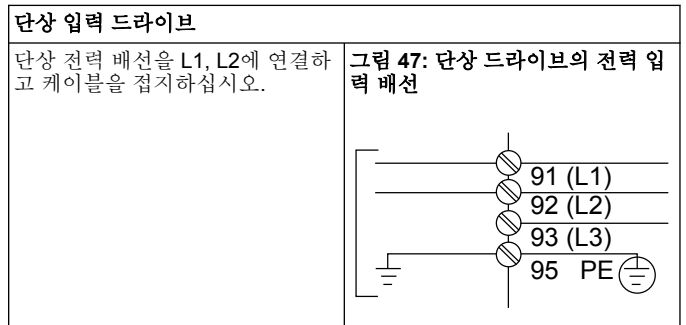 단상 입력 드라이브
단상 전력 배선을 L1, L2에 연결하
고 케이블을 접지하십시오.
그림 47: 단상 드라이브의 전력 입
력 배선
91 (L1)
92 (L2)
93 (L3)
95 PE